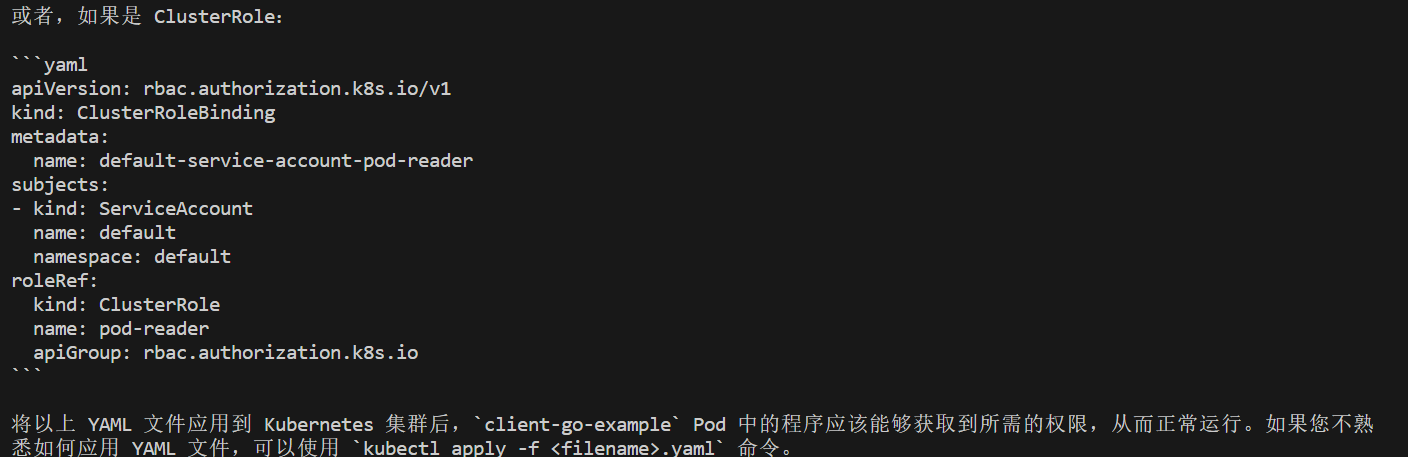 或者，如果是 ClusterRole：
```yaml
apiVersion: rbac.authorization.k8s.io/v1
kind: ClusterRoleBinding
metadata:
  name: default-service-account-pod-reader
subjects:
- kind: ServiceAccount
  name: default
  namespace: default
roleRef:
  kind: ClusterRole
  name: pod-reader
  apiGroup: rbac.authorization.k8s.io
```
将以上 YAML 文件应用到 Kubernetes 集群后，`client-go-example` Pod 中的程序应该能够获取到所需的权限，从而正常运行。如果您不熟
悉如何应用 YAML 文件，可以使用 `kubectl apply -f <filename>.yaml` 命令。